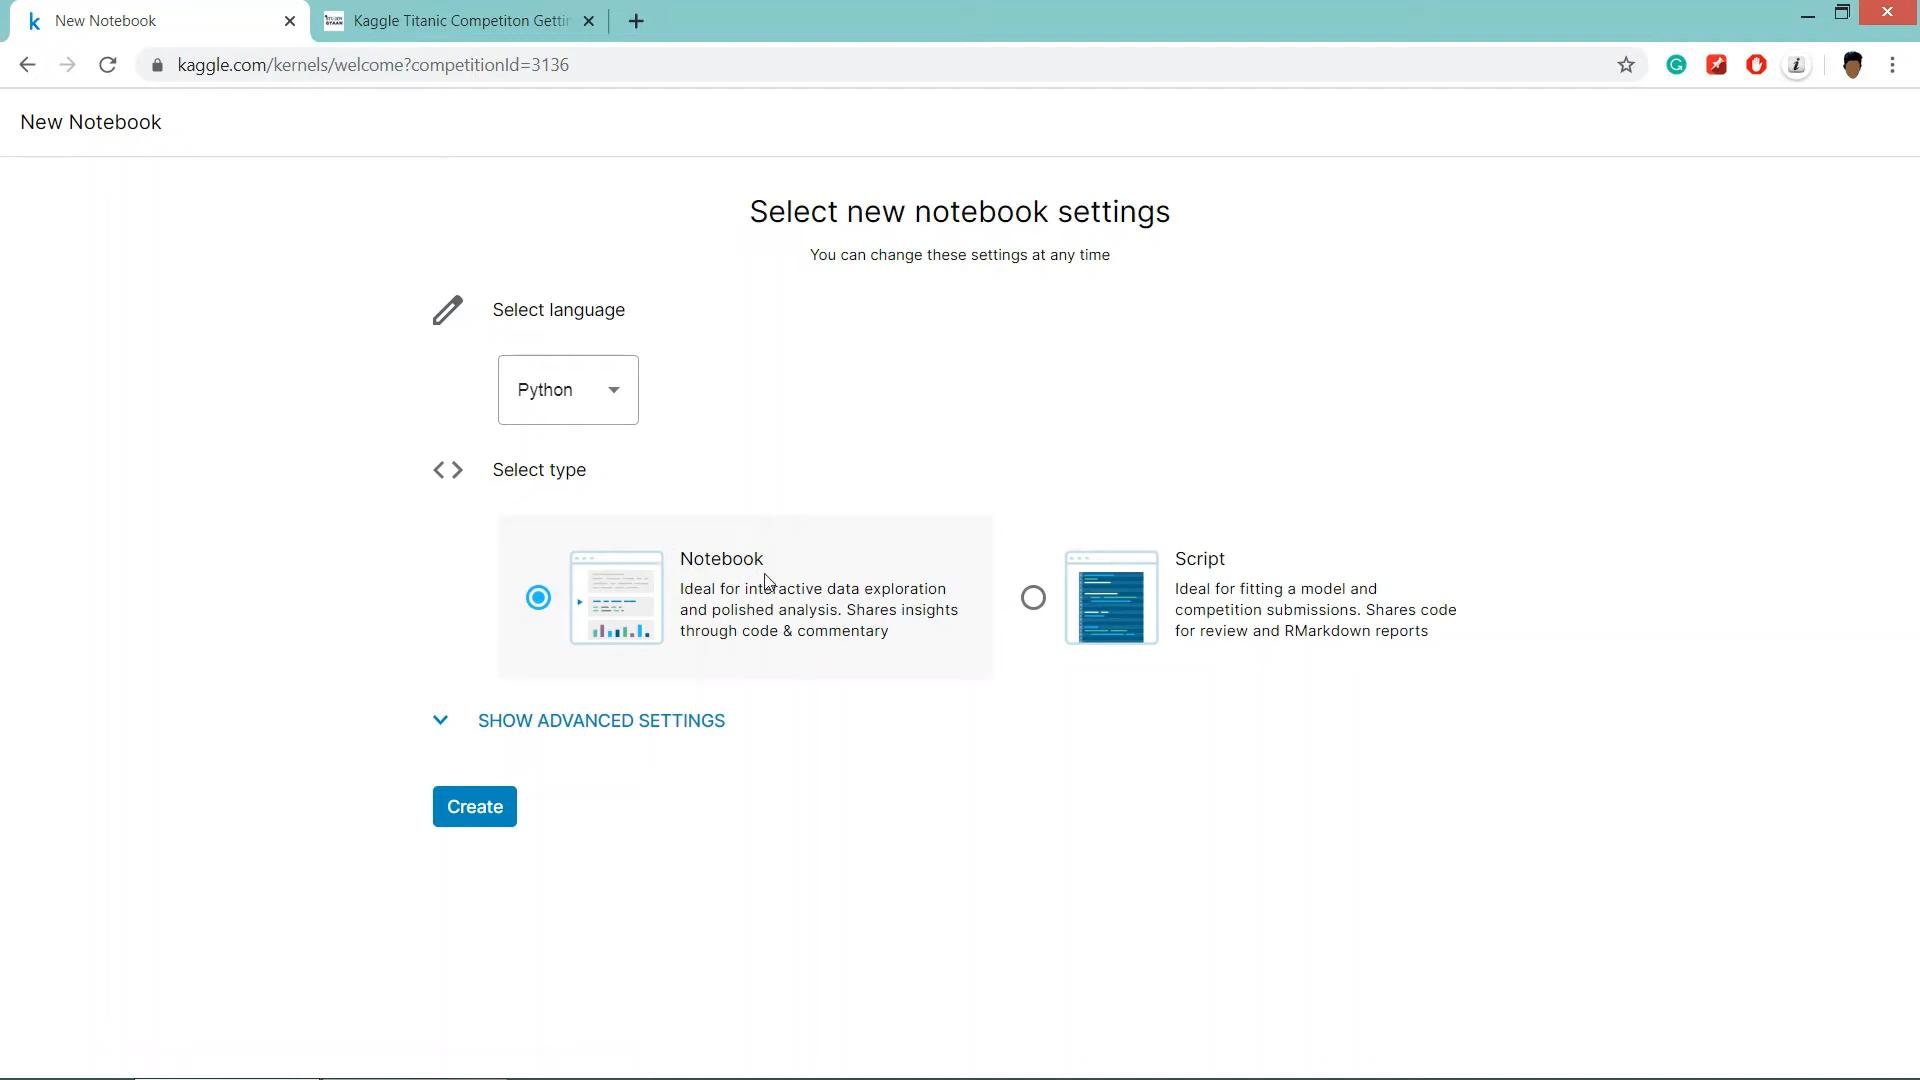 New Notebook
Kaggle Titanic Competiton Getti
kaggle.com/kernels/welcome?competitionId=3136
New Notebook
Select new notebook settings
You can change these settings at any time
Select language
Python
Select type
Notebook
Ideal for interactive data exploration
and polished analysis. Shares insights
through code & commentary
Script
Ideal for fitting a model and
competition submissions. Shares code
for review and RMarkdown reports
SHOW ADVANCED SETTINGS
Create